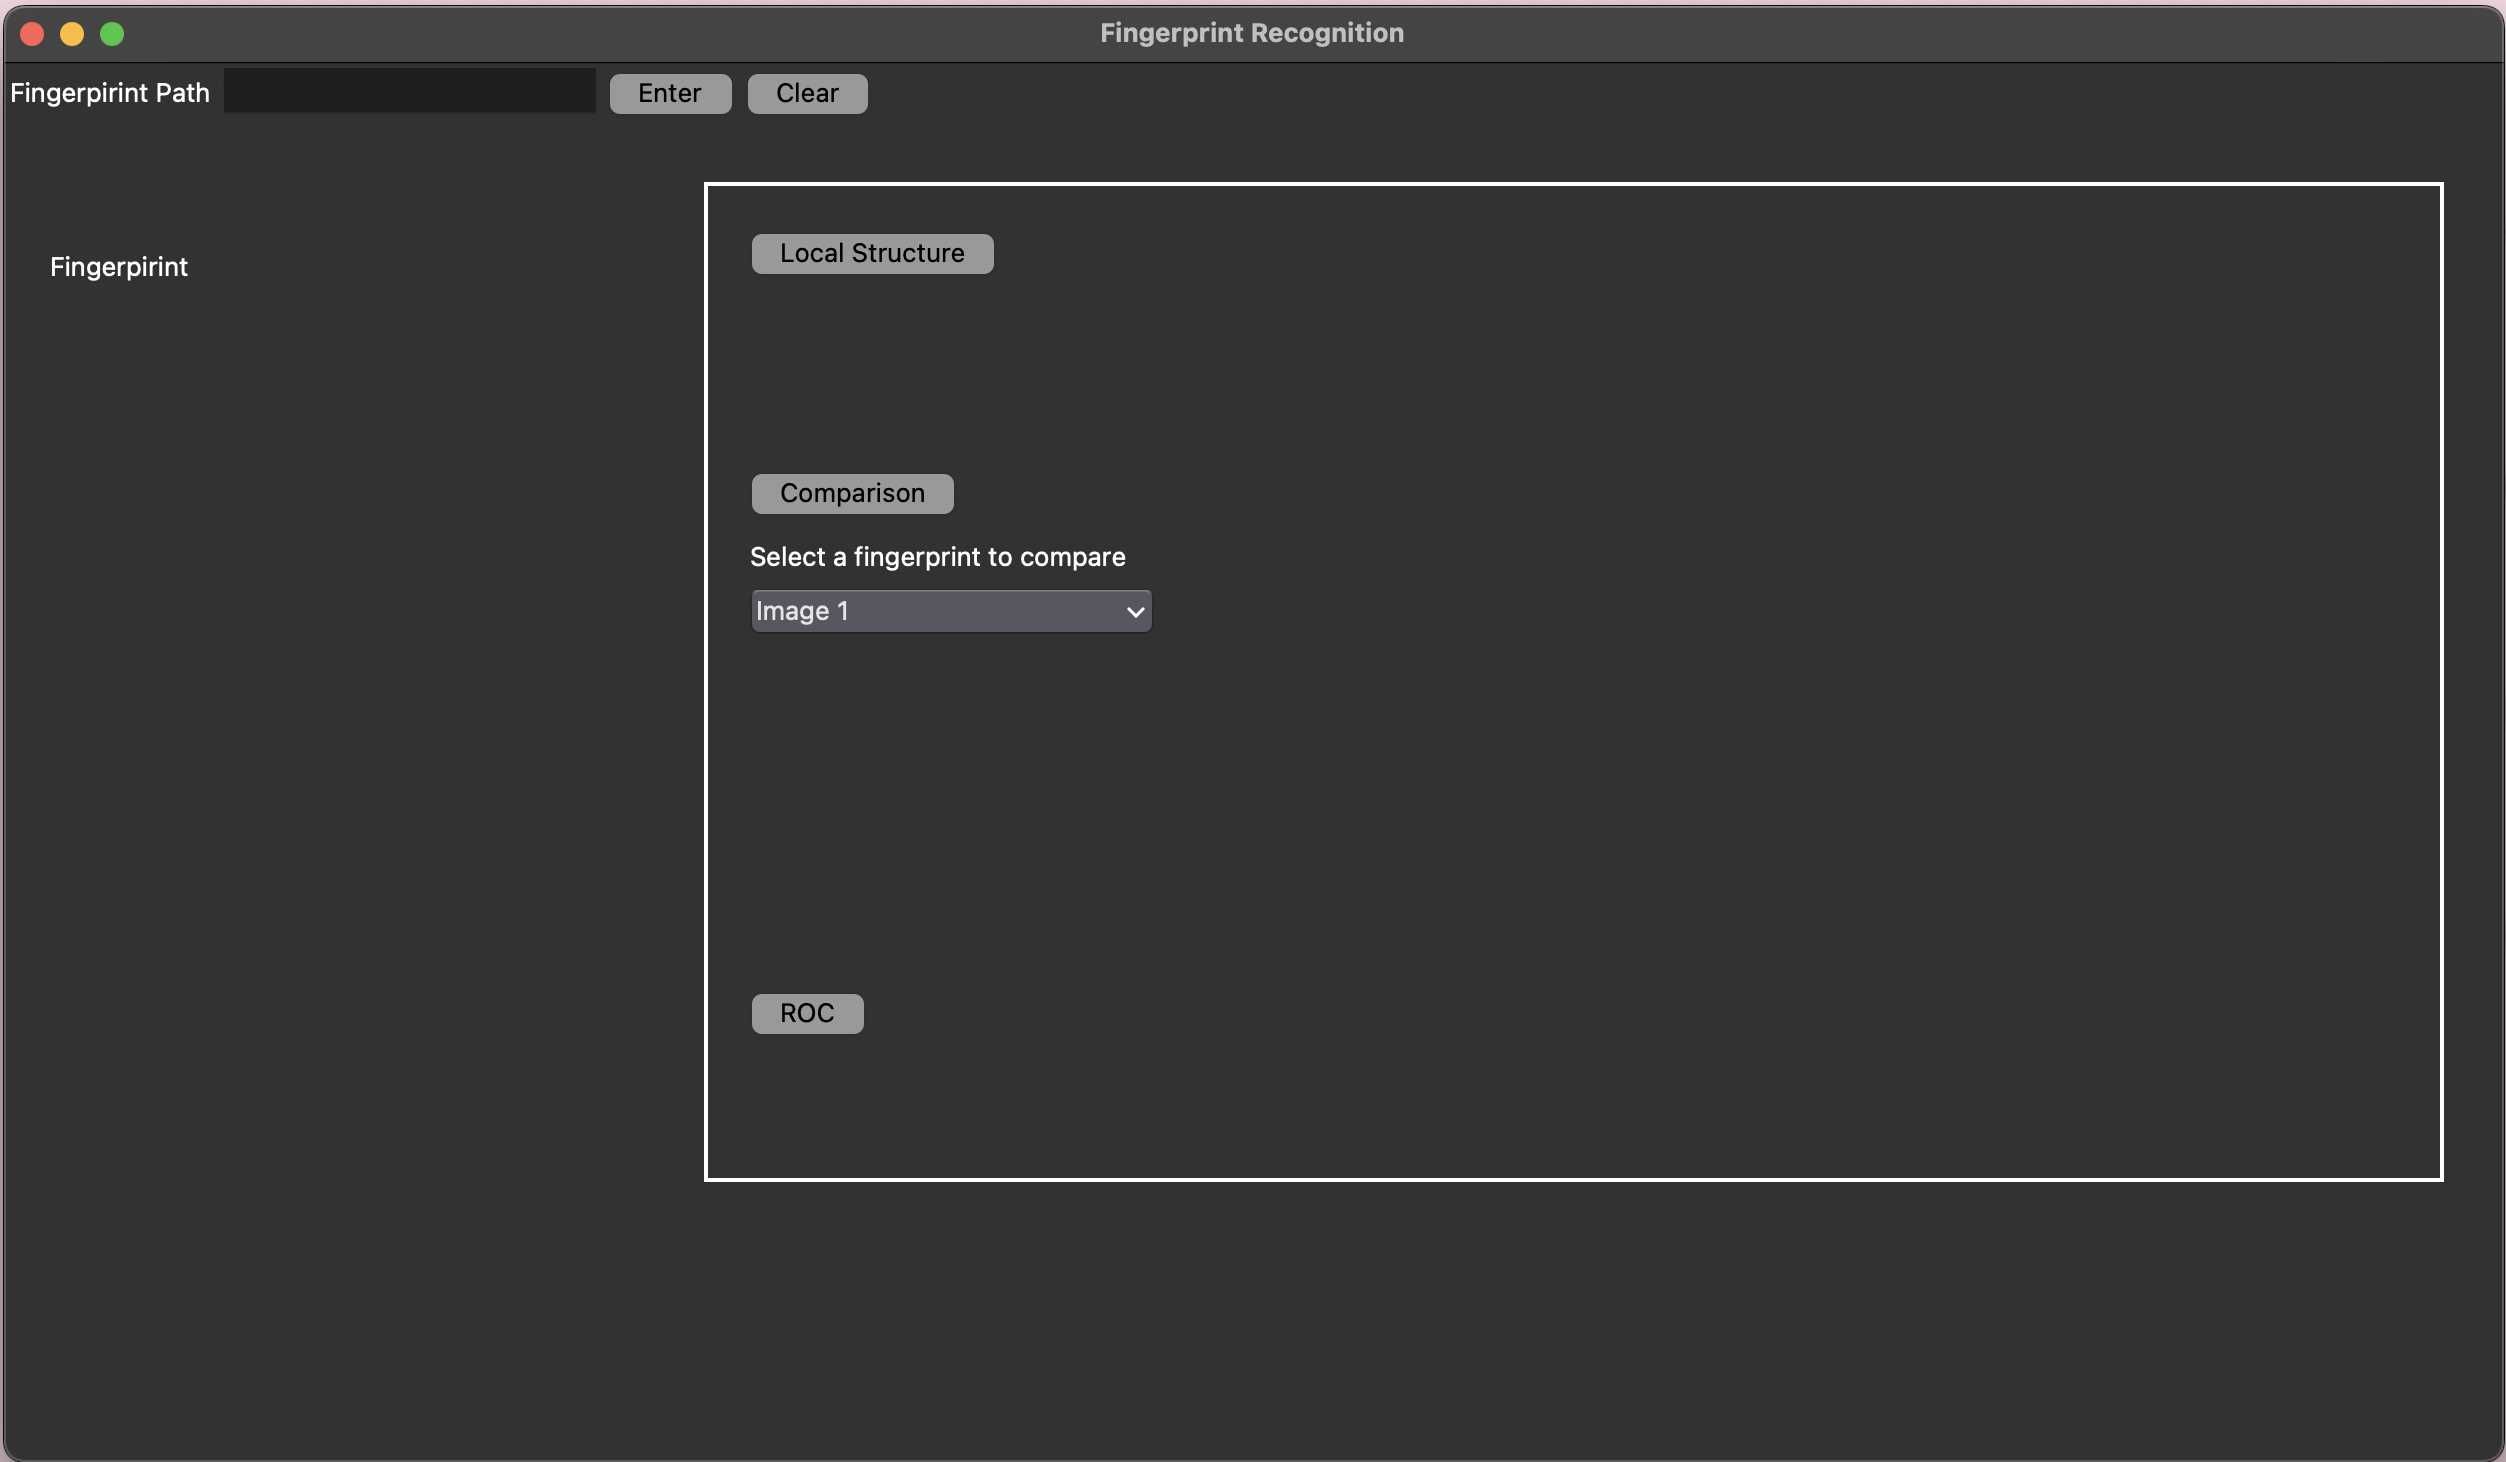 Fingerprint Recognition
Fingerpirint Path Enter Clear
Local Structure
Fingerpirint
Comparison
Select a fingerprint to compare
Image 1
ROC